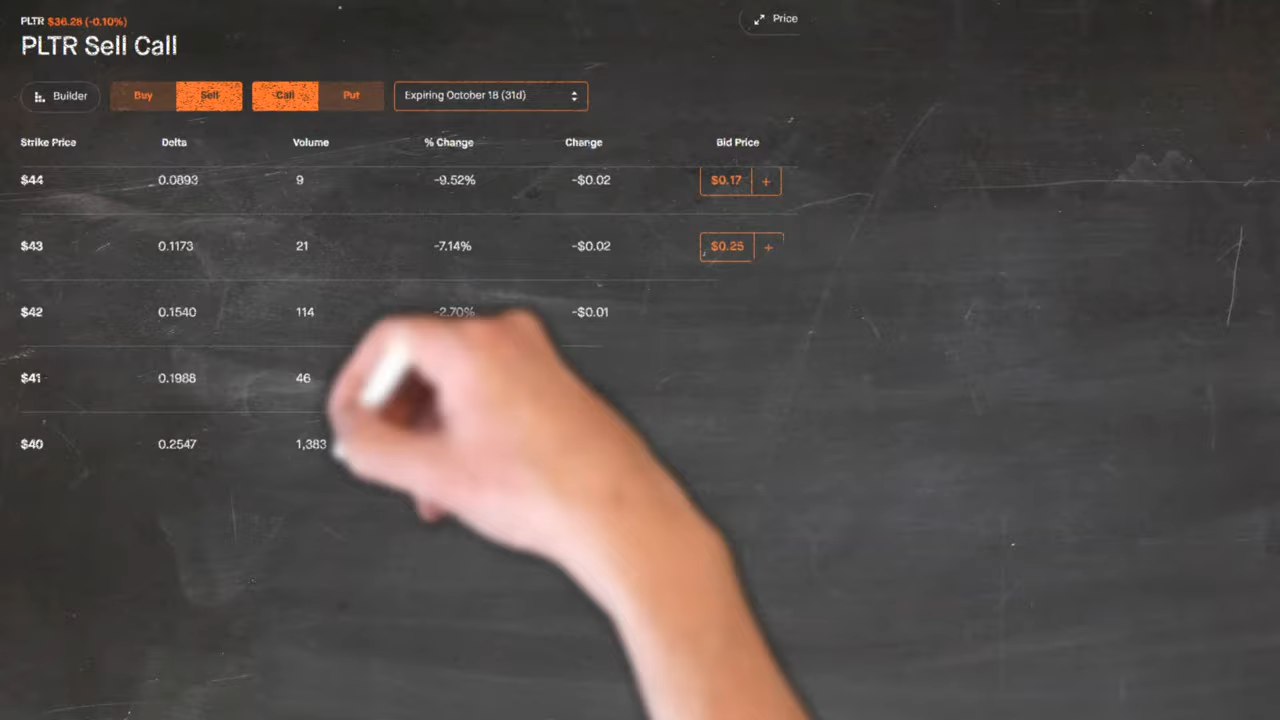 PLTR $36.28 (-0.10%)
Price
PLTR Sell Call
Builder Buy Sell Call Put Expiring October 18 (31d)
Strike Price Delta Volume % Change Change Bid Price
$44 0.0893 9 -9.52% -$0.02 $0.17 +
$43 0.1173 21 -7.14% -$0.02 $0.25 +
$42 0.1540 114 -2.70% -$0.01
$41 0.1988 46
$40 0.2547 1,383